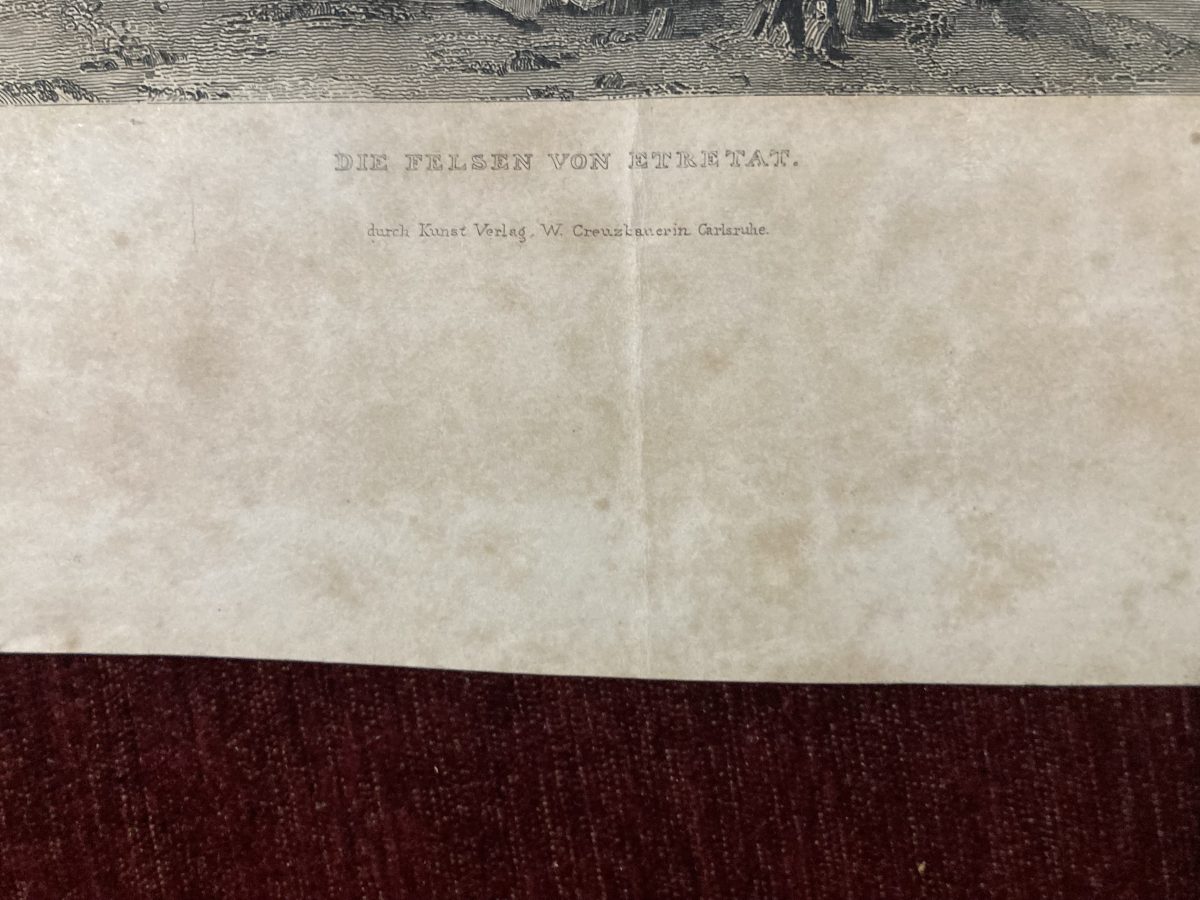 DIE FELSEN VON ETRETAT.
durch Kunst Verlag, W. Creuzbauer in Carlsruhe.